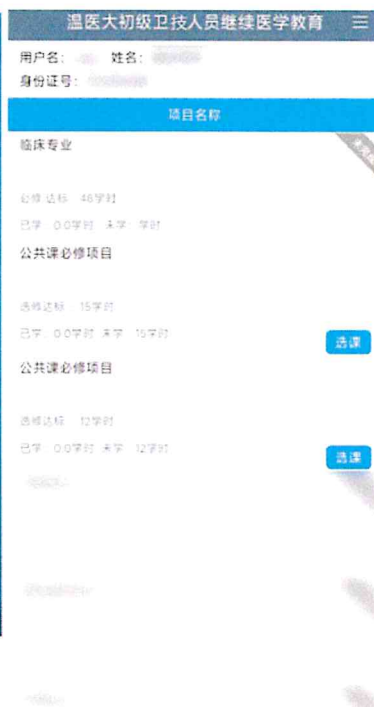 温医大初级卫技人员继续医学教育
用户名： 姓名：
身份证号：
项目名称
临床专业
必修 达标 48学时
已学 0.0学时 未学 学时
公共课必修项目
选修达标 15学时
已学 0.0学时 未学 15学时
选课
公共课必修项目
选修达标 12学时
已学 0.0学时 未学 12学时
选课